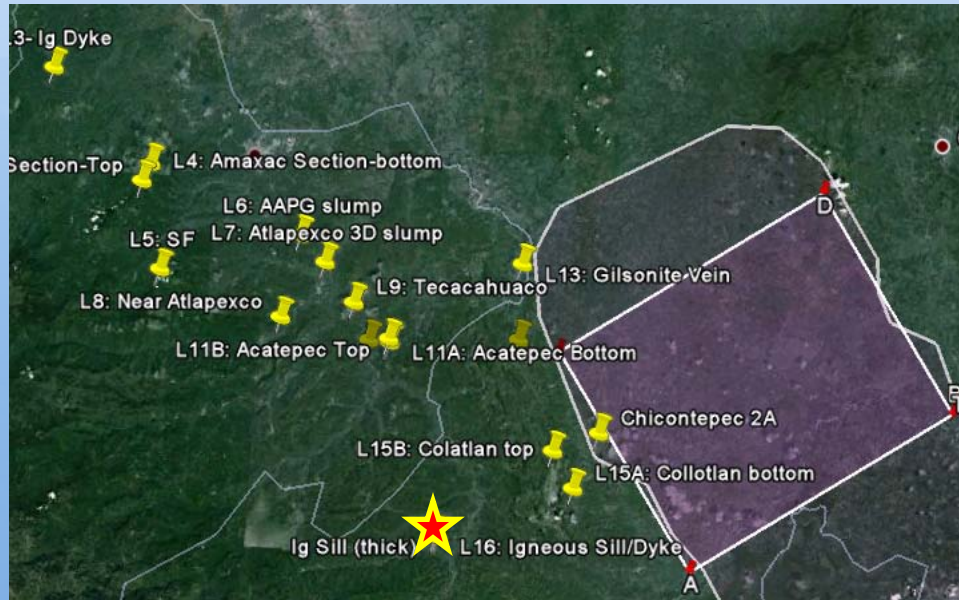 .3- Ig Dyke
Section-Top
L4: Amaxac Section-bottom
L6: AAPG slump
L5: SF
L7: Atlapexco 3D slump
L13: Gilsonite Vein
L8: Near Atlapexco
L9: Tecacahuaco
L11B: Acatepec Top
L11A: Acatepec Bottom
D
B
Chicontepec 2A
L15B: Colatlan top
L15A: Collotlan bottom
Ig Sill (thick)
L16: Igneous Sill/Dyke
A